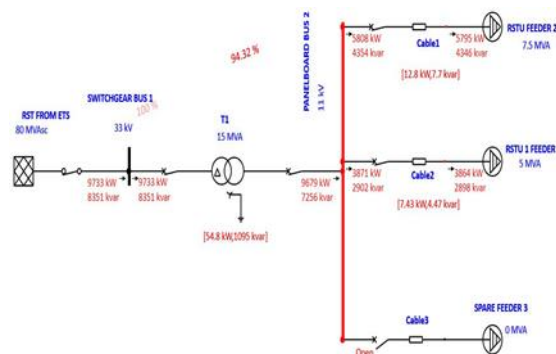 RSTU FEEDER 2
7.5 MVA
Cable1
5808 kW
4354 kvar
5795 kW
4346 kvar
[12.8 kW,7.7 kvar]
94.32 %
PANELBOARD BUS 2
11 kV
SWITCHGEAR BUS 1
100 %
33 kV
RST FROM ETS
80 MVAsc
T1
15 MVA
9733 kW
8351 kvar
9733 kW
8351 kvar
9679 kW
7256 kvar
[54.8 kW,1095 kvar]
RSTU 1 FEEDER
5 MVA
Cable2
3871 kW
2902 kvar
3864 kW
2898 kvar
[7.43 kW,4.47 kvar]
SPARE FEEDER 3
0 MVA
Cable3
Open